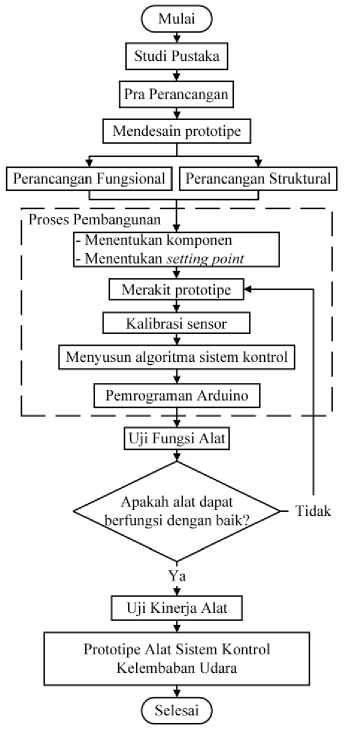 Mulai
Studi Pustaka
Pra Perancangan
Mendesain prototipe
Perancangan Fungsional
Perancangan Struktural
Proses Pembangunan
- Menentukan komponen
- Menentukan setting point
Merakit prototipe
Kalibrasi sensor
Menyusun algoritma sistem kontrol
Pemrograman Arduino
Uji Fungsi Alat
Apakah alat dapat
berfungsi dengan baik?
Tidak
Ya
Uji Kinerja Alat
Prototipe Alat Sistem Kontrol
Kelembaban Udara
Selesai